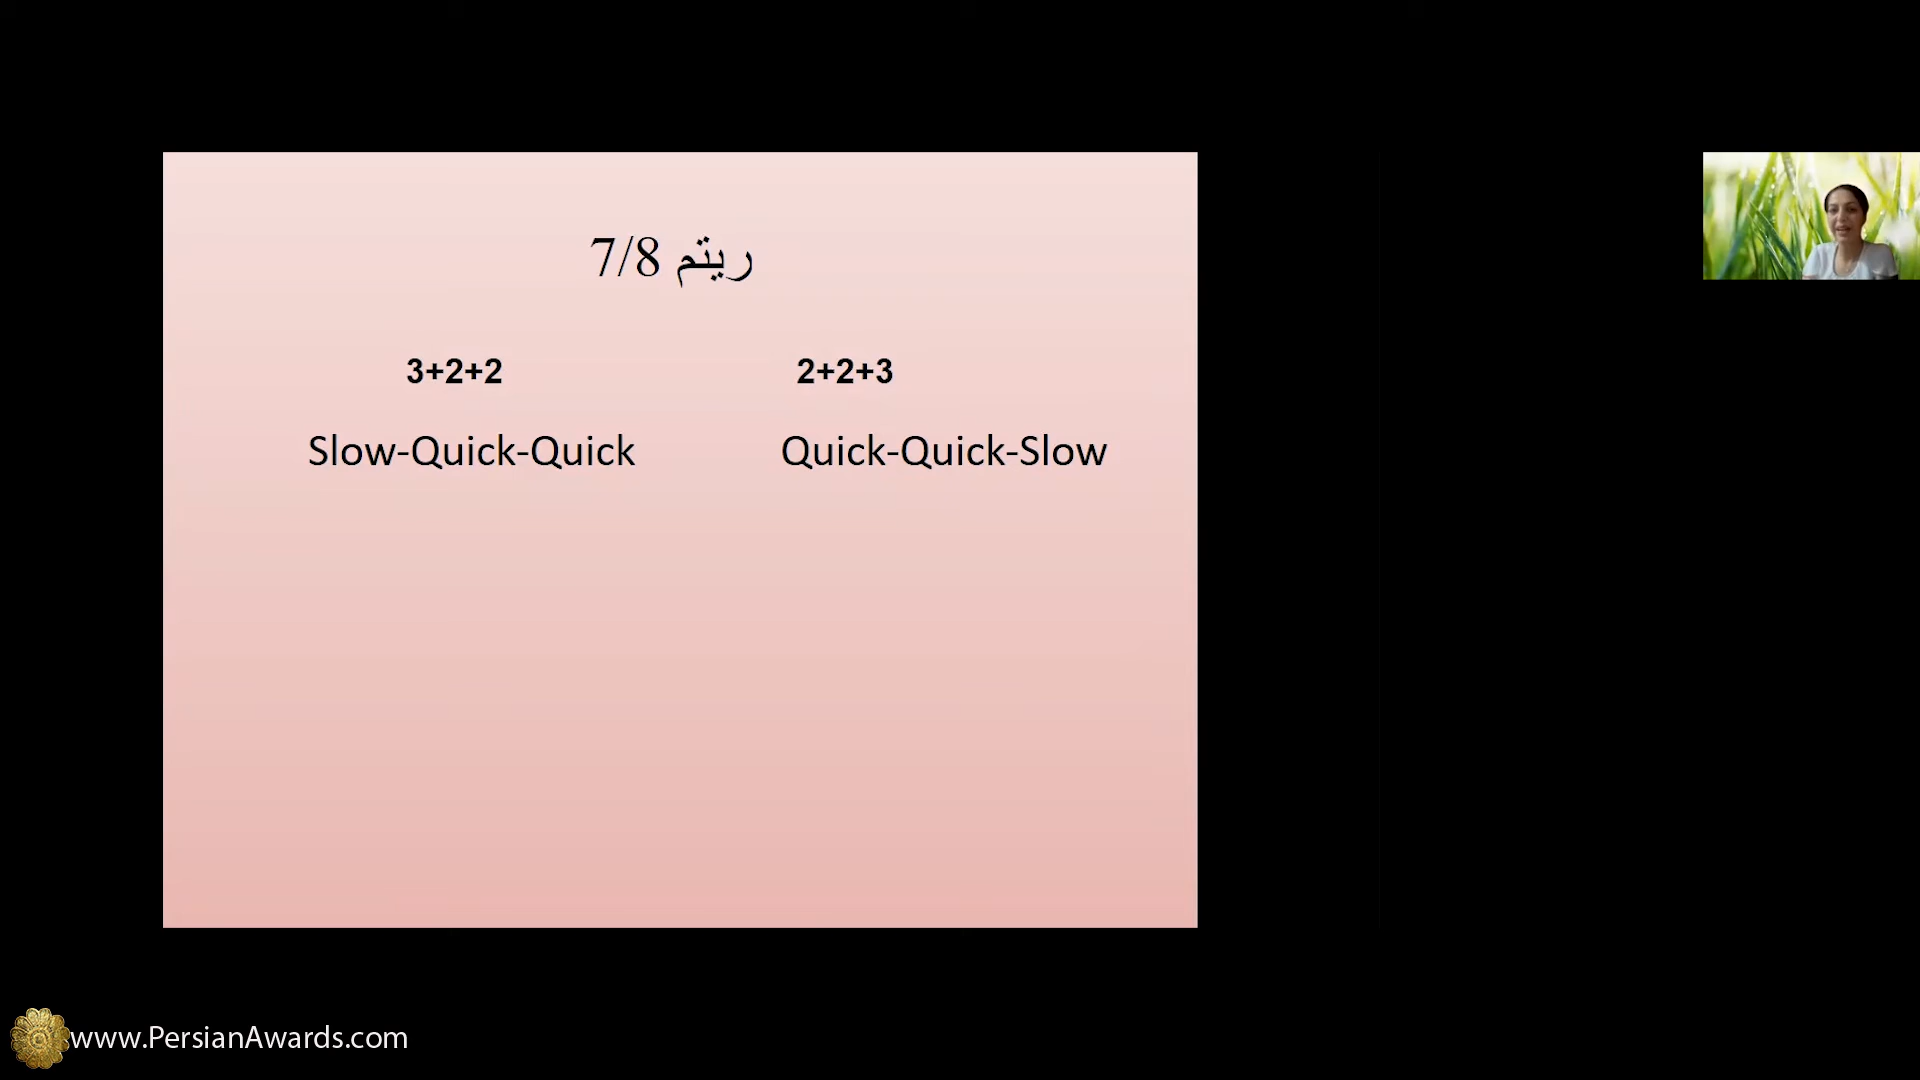 ریتم 7/8
3+2+2
2+2+3
Slow-Quick-Quick
Quick-Quick-Slow
www.PersianAwards.com